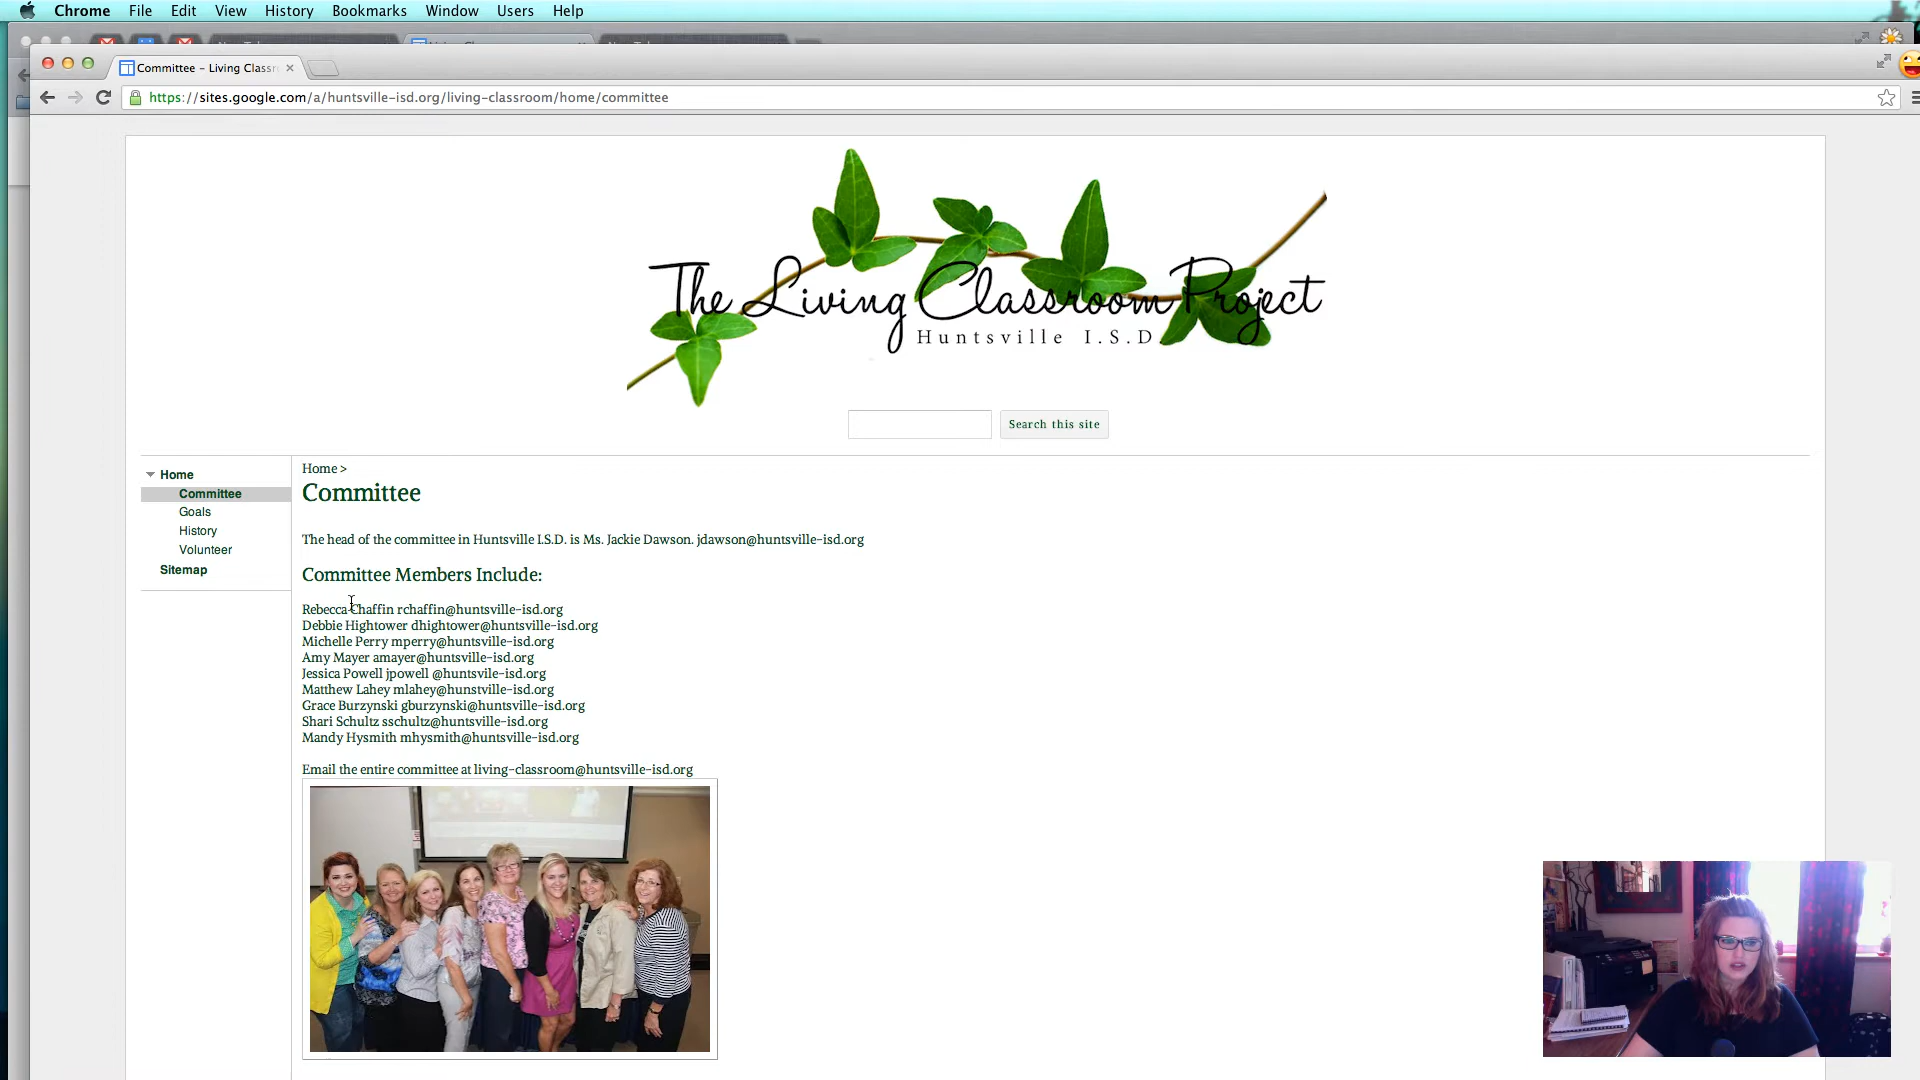 Chrome File Edit View History Bookmarks Window Users Help
Committee - Living Classr
https://sites.google.com/a/huntsville-isd.org/living-classroom/home/committee
The Living Classroom Project
Huntsville I.S.D.
Search this site
Home
Committee
Goals
History
Volunteer
Sitemap
Home >
Committee
The head of the committee in Huntsville I.S.D. is Ms. Jackie Dawson. jdawson@huntsville-isd.org
Committee Members Include:
Rebecca Chaffin rchaffin@huntsville-isd.org
Debbie Hightower dhightower@huntsville-isd.org
Michelle Perry mperry@huntsville-isd.org
Amy Mayer amayer@huntsville-isd.org
Jessica Powell jpowell @huntsvile-isd.org
Matthew Lahey mlahey@hunstville-isd.org
Grace Burzynski gburzynski@huntsville-isd.org
Shari Schultz sschultz@huntsville-isd.org
Mandy Hysmith mhysmith@huntsville-isd.org
Email the entire committee at living-classroom@huntsville-isd.org